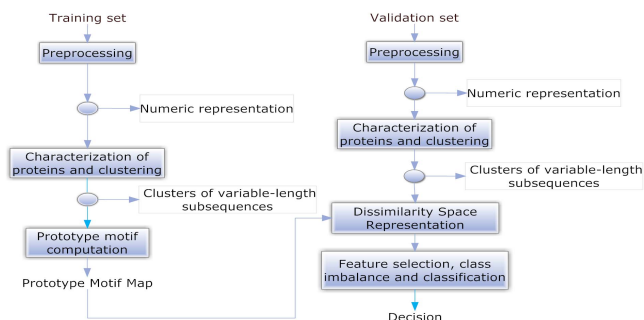 Training set
Preprocessing
Numeric representation
Characterization of
proteins and clustering
Clusters of variable-length
subsequences
Prototype motif
computation
Prototype Motif Map
Validation set
Preprocessing
Numeric representation
Characterization of
proteins and clustering
Clusters of variable-length
subsequences
Dissimilarity Space
Representation
Feature selection, class
imbalance and classification
Decision